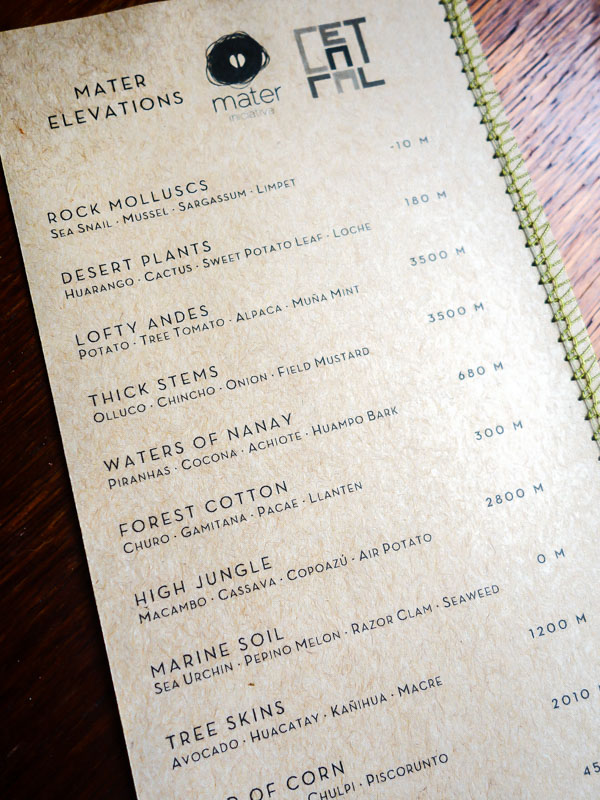 MATER
ELEVATIONS
mater
iniciativa
CENTRAL
ROCK MOLLUSCS -10 M
SEA SNAIL · MUSSEL · SARGASSUM · LIMPET
DESERT PLANTS 180 M
HUARANGO · CACTUS · SWEET POTATO LEAF · LOCHE
LOFTY ANDES 3500 M
POTATO · TREE TOMATO · ALPACA · MUÑA MINT
THICK STEMS 3500 M
OLLUCO · CHINCHO · ONION · FIELD MUSTARD
WATERS OF NANAY 680 M
PIRANHAS · COCONA · ACHIOTE · HUAMPO BARK
FOREST COTTON 300 M
CHURO · GAMITANA · PACAE · LLANTEN
HIGH JUNGLE 2800 M
MACAMBO · CASSAVA · COPOAZÚ · AIR POTATO
MARINE SOIL 0 M
SEA URCHIN · PEPINO MELON · RAZOR CLAM · SEAWEED
TREE SKINS 1200 M
AVOCADO · HUACATAY · KAÑIHUA · MACRE
OF CORN 2010
CHULPI · PISCORUNTO